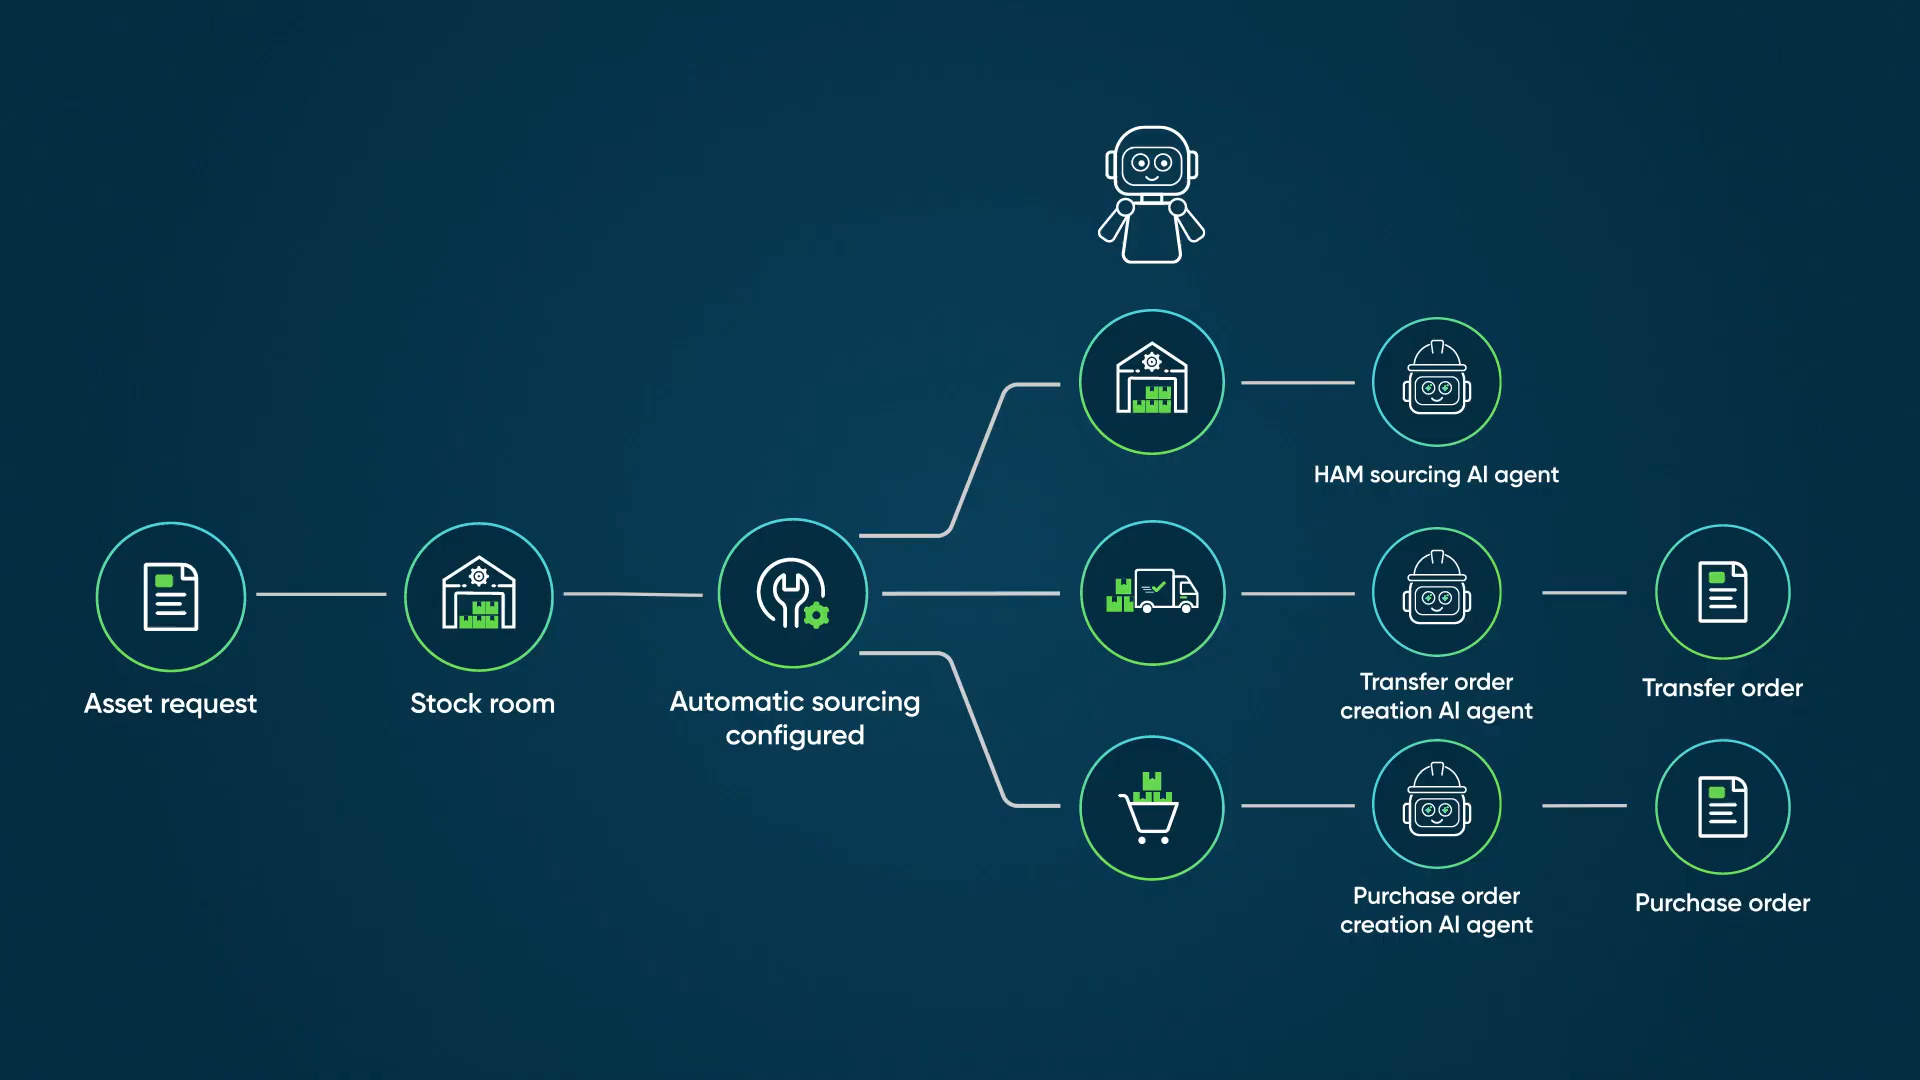 Asset request
Stock room
Automatic sourcing
configured
HAM sourcing AI agent
Transfer order
creation AI agent
Transfer order
Purchase order
creation AI agent
Purchase order